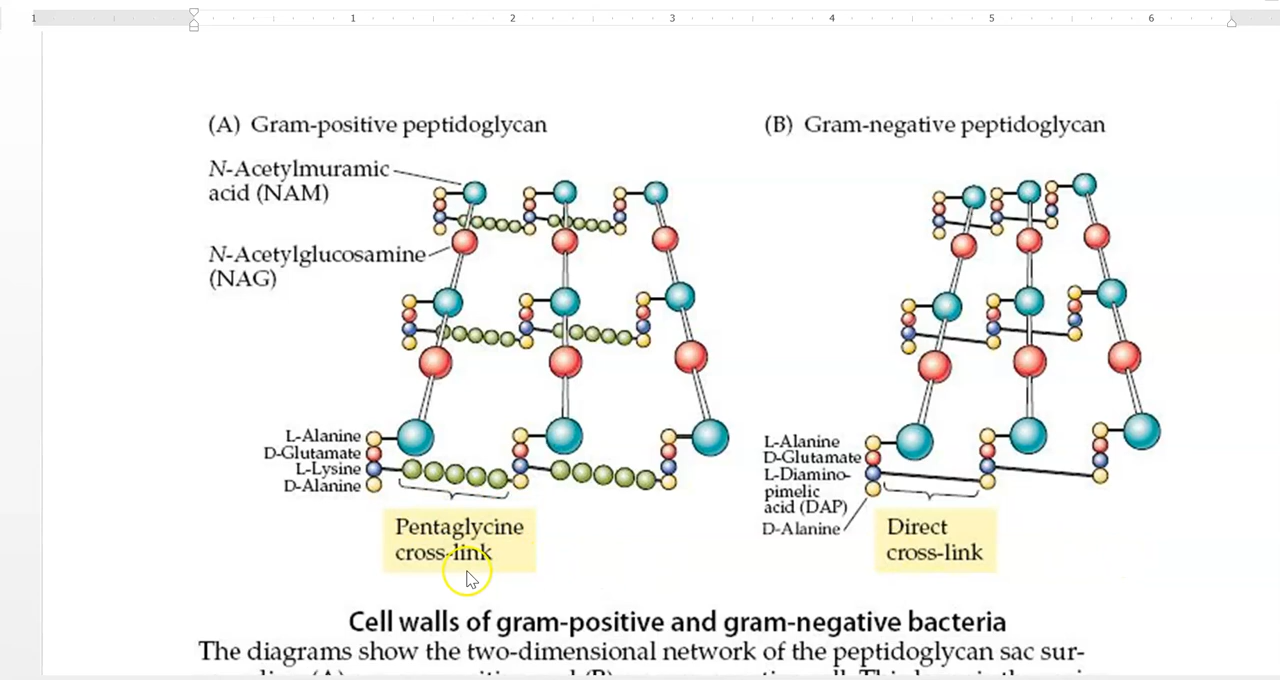 1 1 2 3 4 5 6
(A) Gram-positive peptidoglycan
N-Acetylmuramic
acid (NAM)
N-Acetylglucosamine
(NAG)
L-Alanine
D-Glutamate
L-Lysine
D-Alanine
Pentaglycine
cross-link
(B) Gram-negative peptidoglycan
L-Alanine
D-Glutamate
L-Diamino-
pimelic
acid (DAP)
D-Alanine
Direct
cross-link
Cell walls of gram-positive and gram-negative bacteria
The diagrams show the two-dimensional network of the peptidoglycan sac sur-